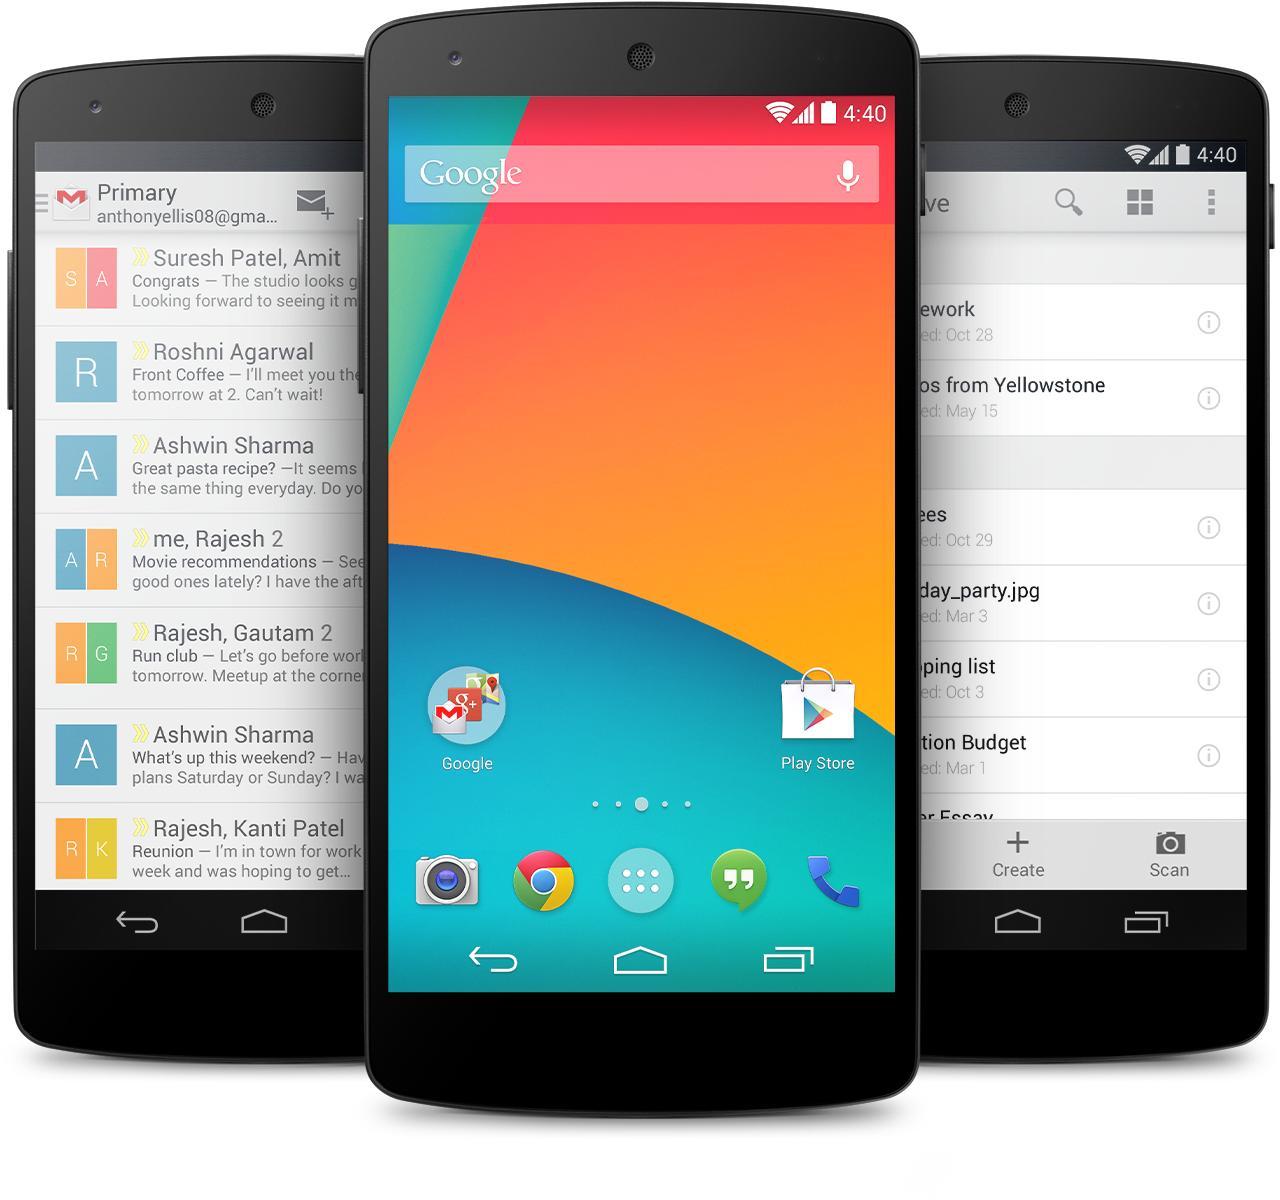 Primary
anthonyellis08@gma...
S A
Suresh Patel, Amit
Congrats — The studio looks g
Looking forward to seeing it m
R
Roshni Agarwal
Front Coffee — I'll meet you the
tomorrow at 2. Can't wait!
A
Ashwin Sharma
Great pasta recipe? —It seems
the same thing everyday. Do yo
A R
me, Rajesh 2
Movie recommendations — See
good ones lately? I have the aft
R G
Rajesh, Gautam 2
Run club — Let's go before wor
tomorrow. Meetup at the corner
A
Ashwin Sharma
What's up this weekend? — Hav
plans Saturday or Sunday? I wa
R K
Rajesh, Kanti Patel
Reunion — I'm in town for work
week and was hoping to get...
4:40
Google
g+
Google
Play Store
4:40
ve
ework
ed: Oct 28
os from Yellowstone
ed: May 15
ees
ed: Oct 29
day_party.jpg
ed: Mar 3
pping list
ed: Oct 3
tion Budget
ed: Mar 1
er Essay
Create
Scan